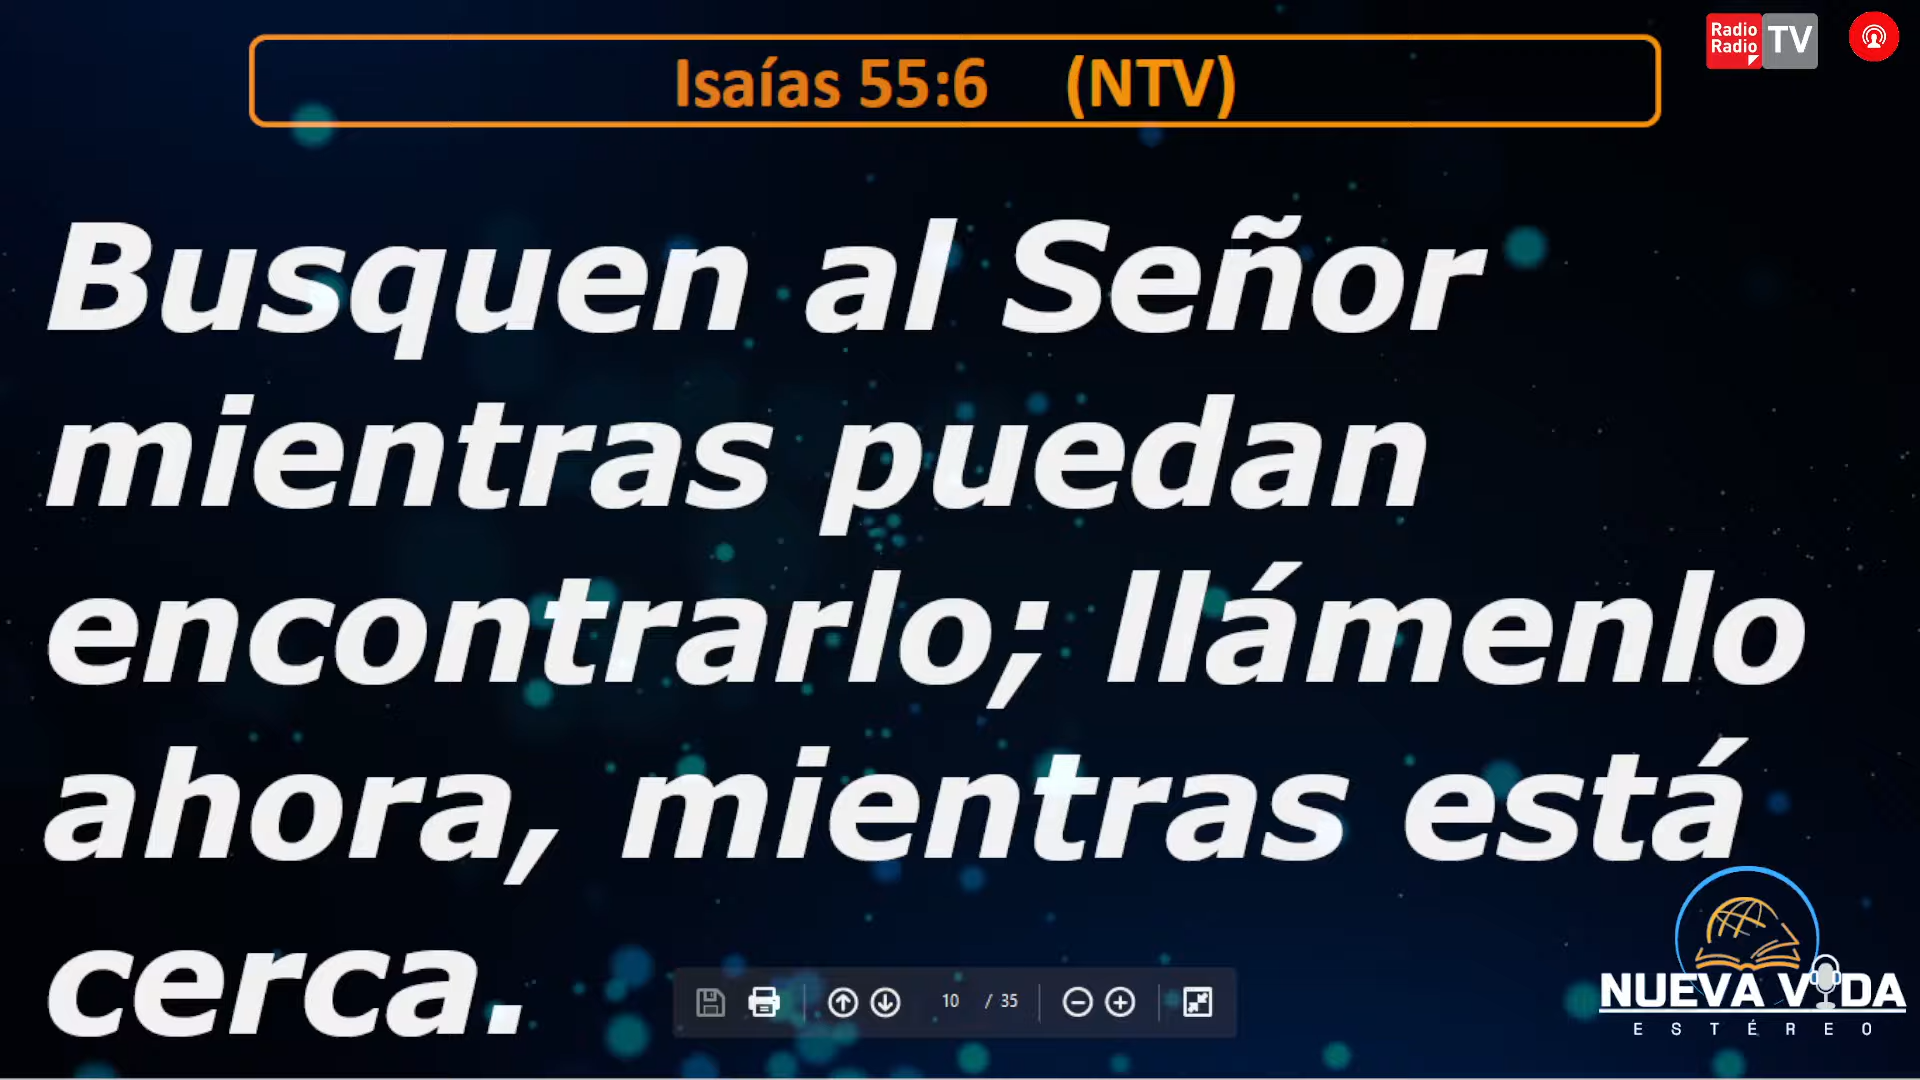 Radio
Radio TV
Isaías 55:6 (NTV)
Busquen al Señor
mientras puedan
encontrarlo; llámenlo
ahora, mientras está
cerca.
10 / 35
NUEVA VIDA
ESTÉREO